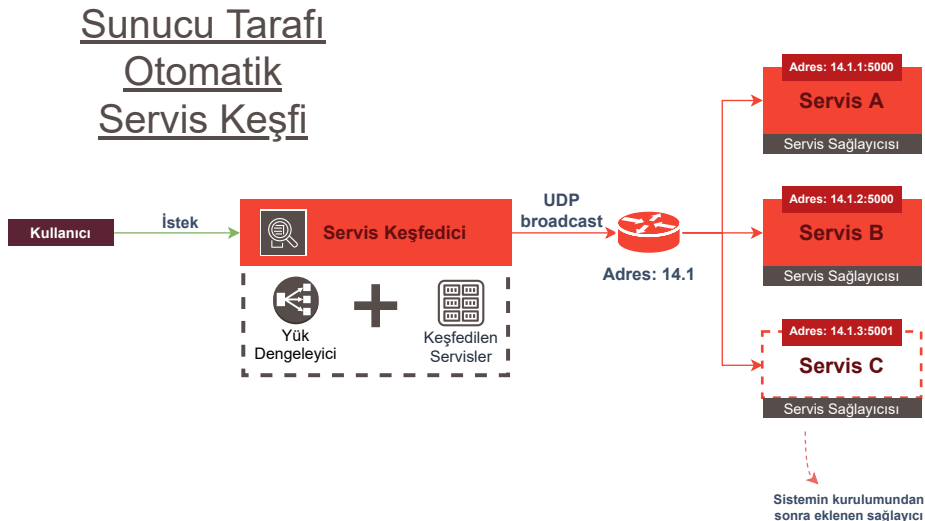 Sunucu Tarafı
Otomatik
Servis Keşfi
Kullanıcı
İstek
Servis Keşfedici
Yük
Dengeleyici
Keşfedilen
Servisler
UDP
broadcast
Adres: 14.1
Adres: 14.1.1:5000
Servis A
Servis Sağlayıcısı
Adres: 14.1.2:5000
Servis B
Servis Sağlayıcısı
Adres: 14.1.3:5001
Servis C
Servis Sağlayıcısı
Sistemin kurulumundan
sonra eklenen sağlayıcı